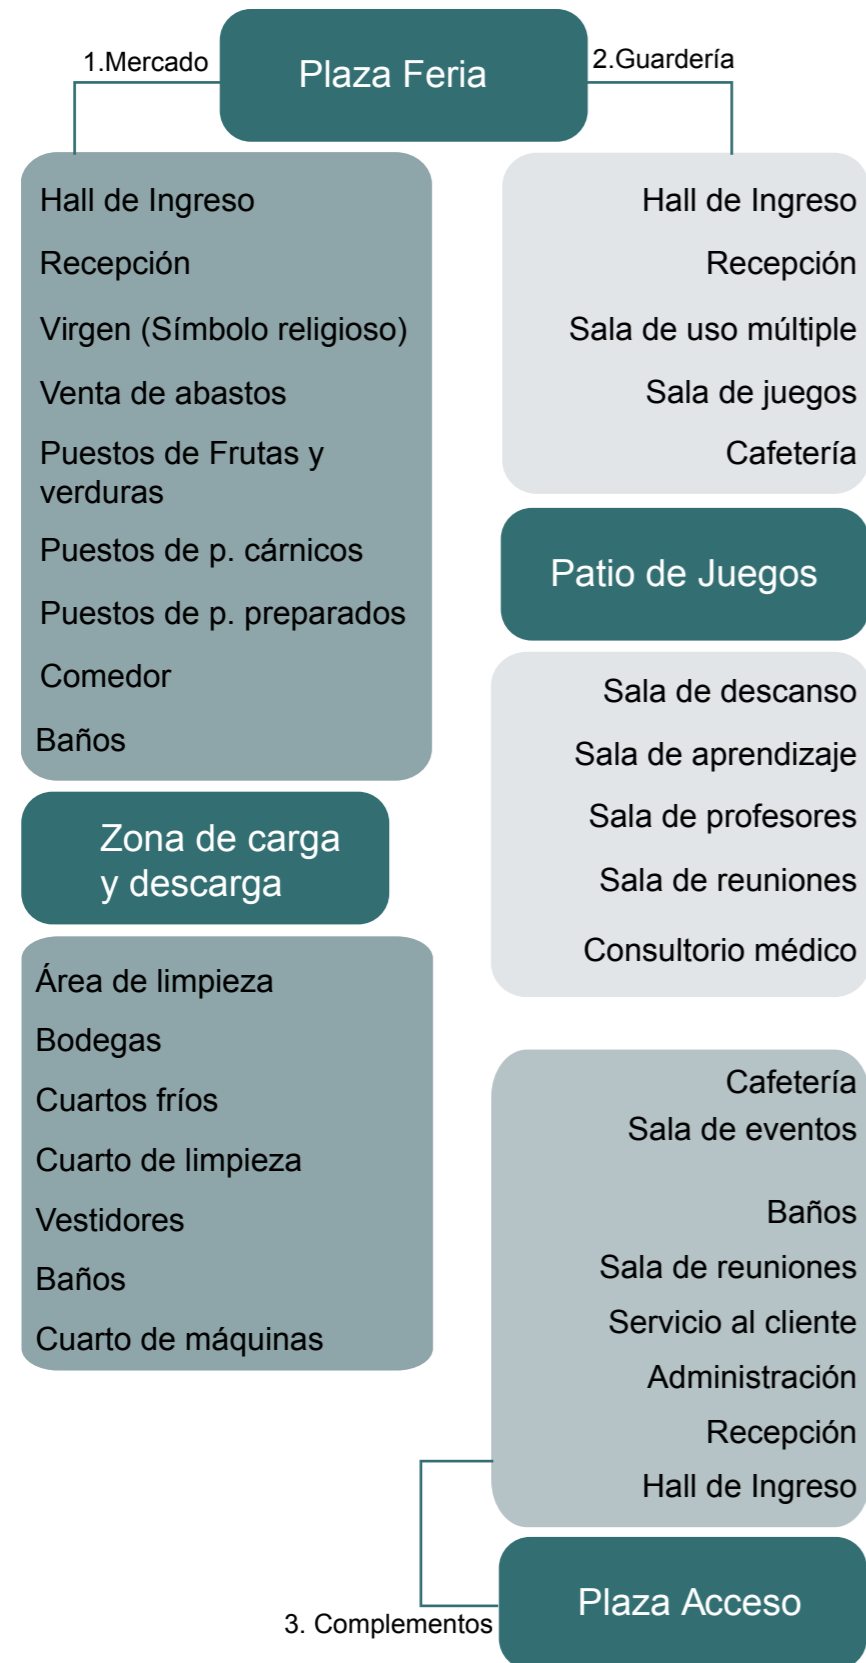 Plaza Feria
1.Mercado
2.Guardería
Hall de Ingreso
Recepción
Virgen (Símbolo religioso)
Venta de abastos
Puestos de Frutas y
verduras
Puestos de p. cárnicos
Puestos de p. preparados
Comedor
Baños
Zona de carga
y descarga
Área de limpieza
Bodegas
Cuartos fríos
Cuarto de limpieza
Vestidores
Baños
Cuarto de máquinas
Hall de Ingreso
Recepción
Sala de uso múltiple
Sala de juegos
Cafetería
Patio de Juegos
Sala de descanso
Sala de aprendizaje
Sala de profesores
Sala de reuniones
Consultorio médico
Cafetería
Sala de eventos
Baños
Sala de reuniones
Servicio al cliente
Administración
Recepción
Hall de Ingreso
3. Complementos
Plaza Acceso